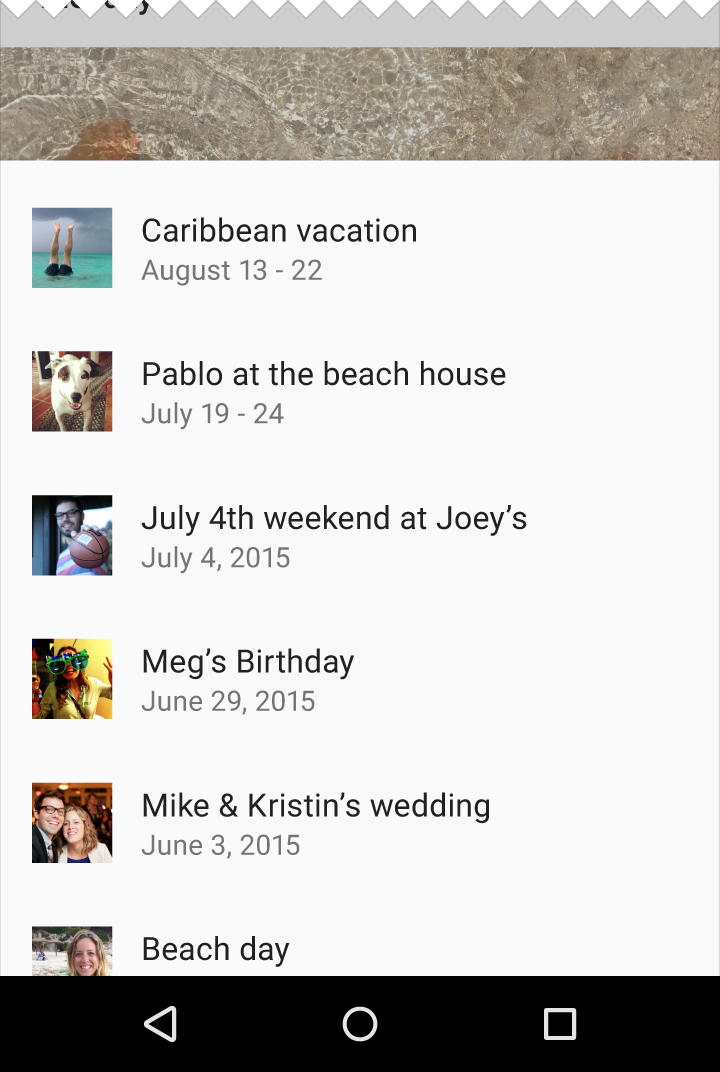 Caribbean vacation
August 13 - 22
Pablo at the beach house
July 19 - 24
July 4th weekend at Joey’s
July 4, 2015
Meg’s Birthday
June 29, 2015
Mike & Kristin’s wedding
June 3, 2015
Beach day